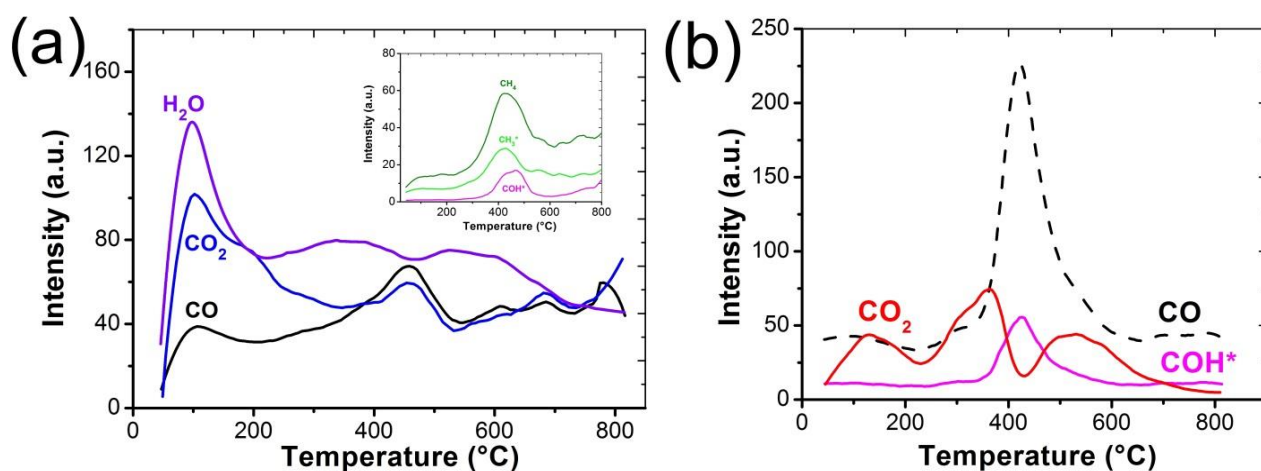 (a)
Intensity (a.u.)
160
120
80
40
0
0 200 400 600 800
Temperature (°C)
H₂O
CO₂
CO
Intensity (a.u.)
80
60
40
20
0
200 400 600 800
Temperature (°C)
CH₄
CH₃⁺
COH⁺
(b)
Intensity (a.u.)
250
200
150
100
50
0
0 200 400 600 800
Temperature (°C)
CO₂
CO
COH*